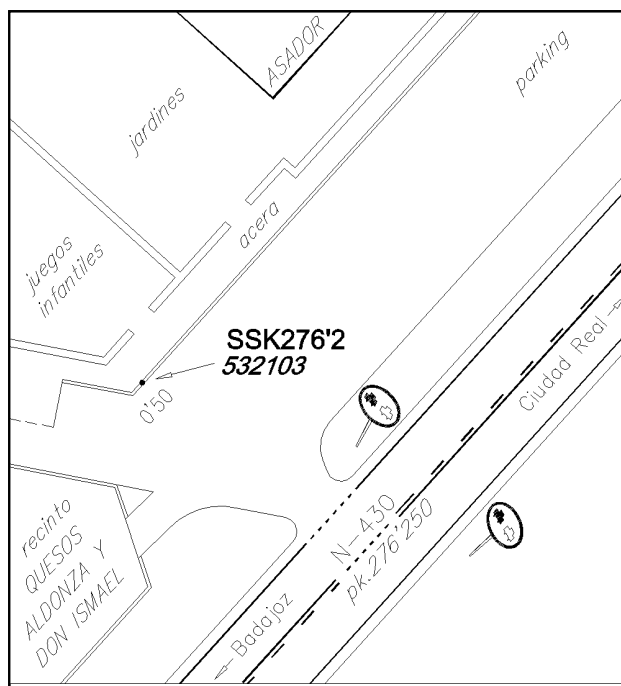 ASADOR
parking
jardines
acera
juegos
infantiles
SSK276'2
532103
0'50
Ciudad Real
N-430
pk.276'250
recinto
QUESOS
ALDONZA Y
DON ISMAEL
Badajoz